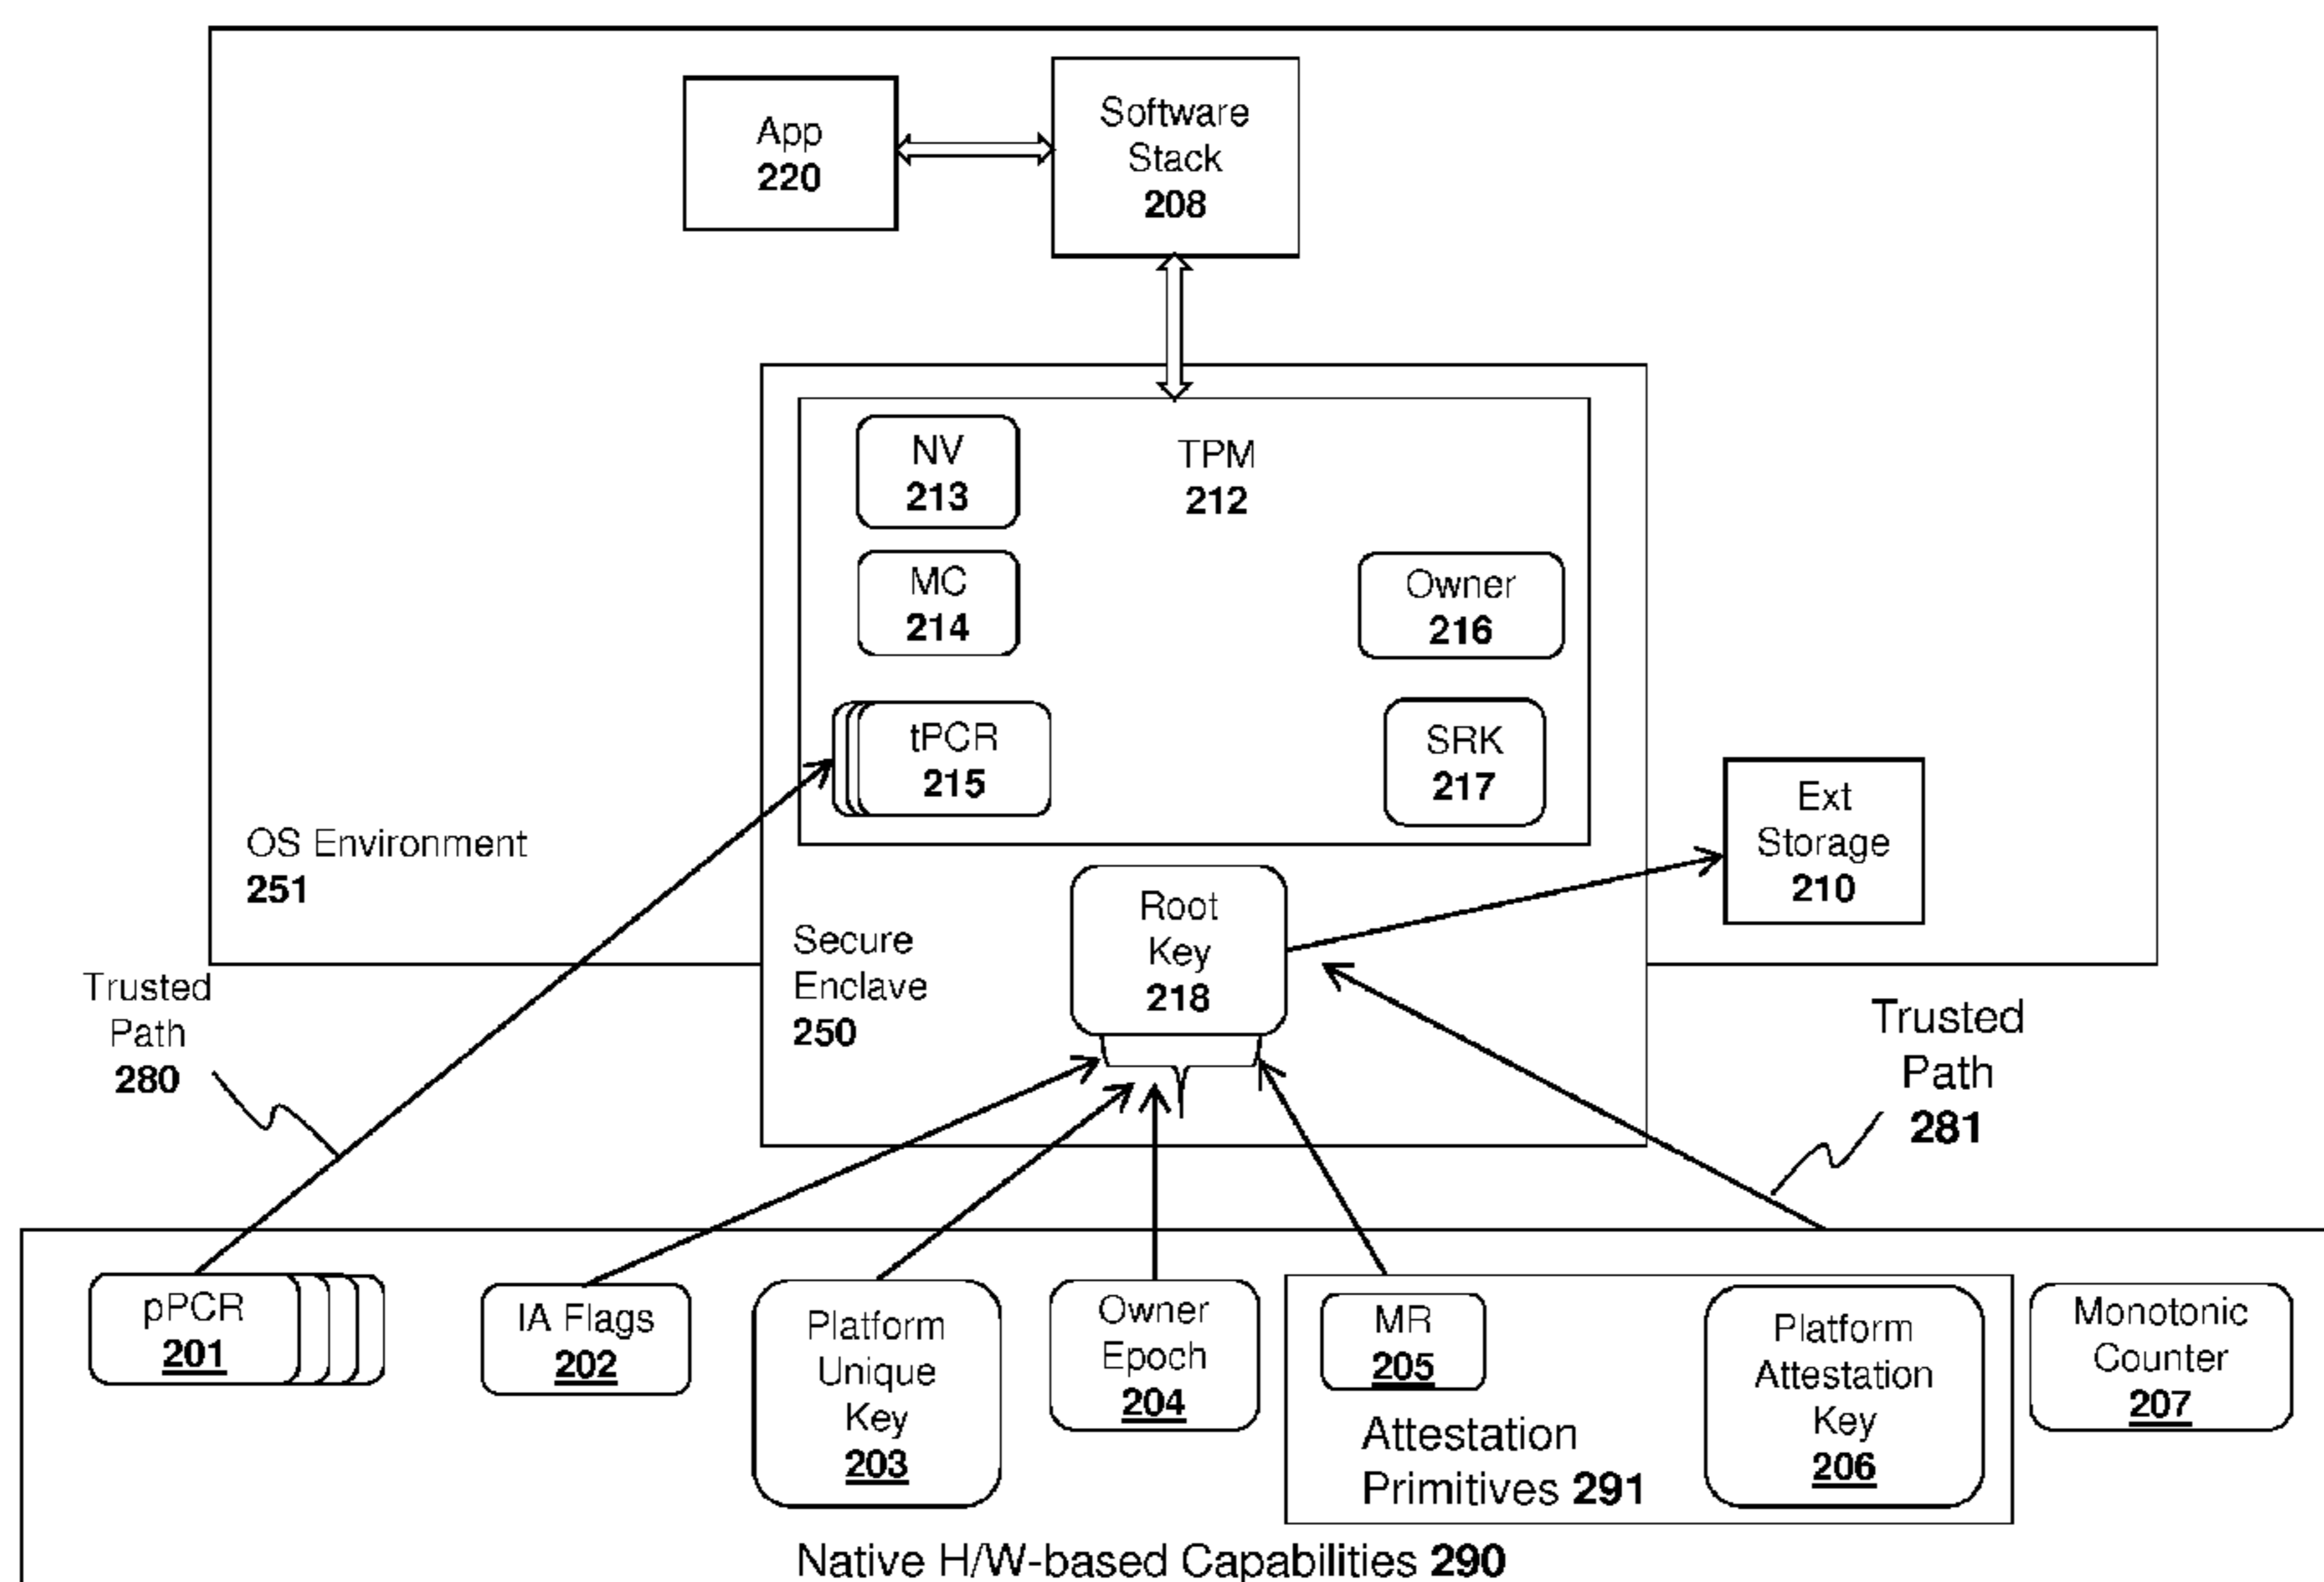 App
220
Software
Stack
208
NV
213
TPM
212
MC
214
Owner
216
tPCR
215
SRK
217
Ext
Storage
210
OS Environment
251
Root
Key
218
Secure
Enclave
250
Trusted
Path
280
Trusted
Path
281
pPCR
201
IA Flags
202
Platform
Unique
Key
203
Owner
Epoch
204
MR
205
Attestation
Primitives 291
Platform
Attestation
Key
206
Monotonic
Counter
207
Native H/W-based Capabilities 290